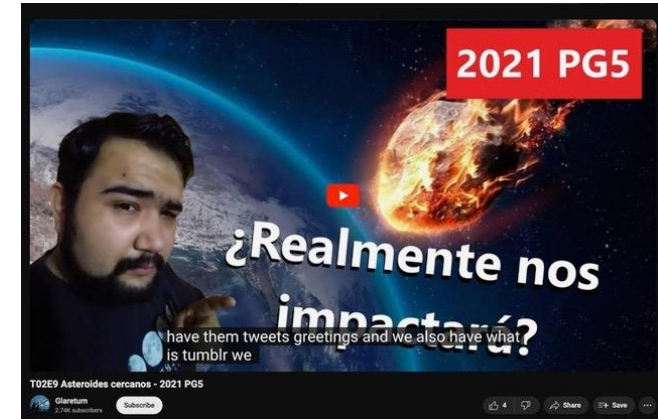 2021 PG5
¿Realmente nos
impactará?
have them tweets greetings and we also have what
is tumblr we
T02E9 Asteroides cercanos - 2021 PG5
Glaretum
2.74K subscribers
Subscribe
4
Share
Save